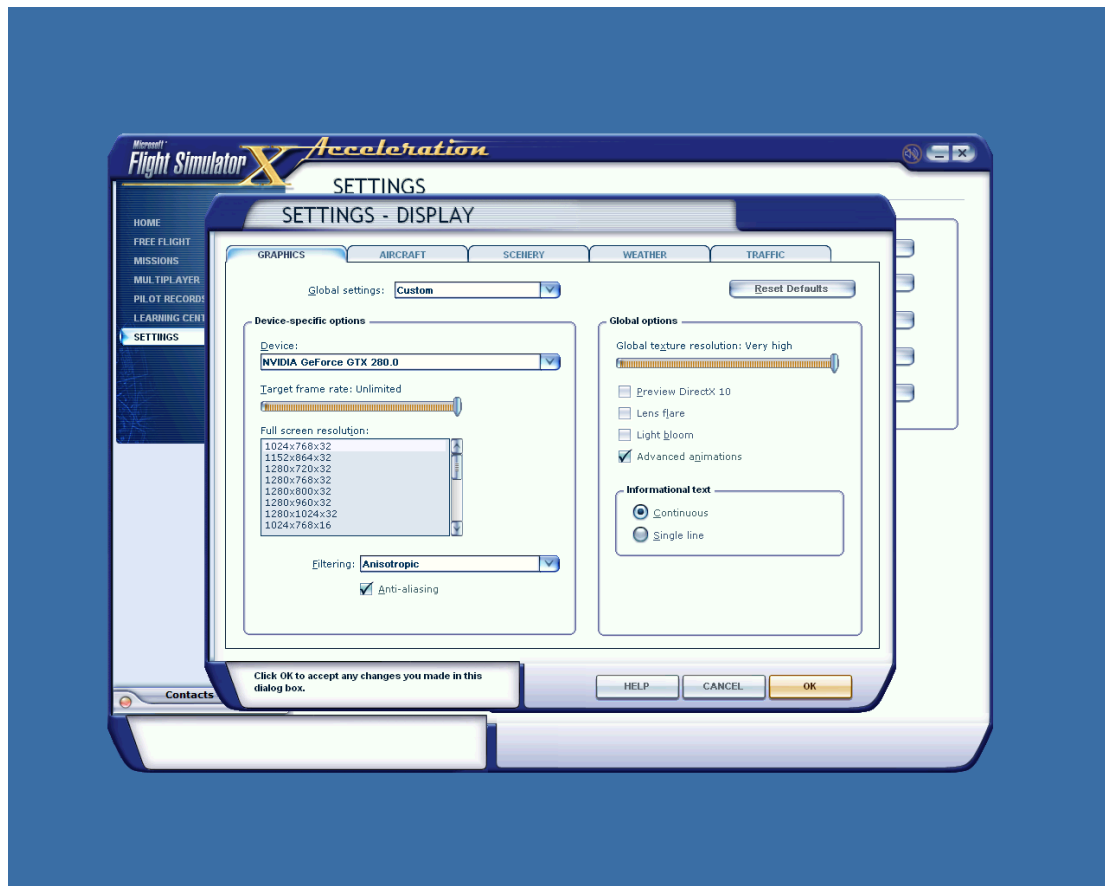 Microsoft®
Flight Simulator X Acceleration
SETTINGS
SETTINGS - DISPLAY
HOME
FREE FLIGHT
MISSIONS
MULTIPLAYER
PILOT RECORDS
LEARNING CENT
SETTINGS
GRAPHICS
AIRCRAFT
SCENERY
WEATHER
TRAFFIC
Global settings: Custom
Reset Defaults
Device-specific options
Device:
NVIDIA GeForce GTX 280.0
Target frame rate: Unlimited
Full screen resolution:
1024x768x32
1152x864x32
1280x720x32
1280x768x32
1280x800x32
1280x960x32
1280x1024x32
1024x768x16
Filtering: Anisotropic
Anti-aliasing
Global options
Global texture resolution: Very high
Preview DirectX 10
Lens flare
Light bloom
Advanced animations
Informational text
Continuous
Single line
Click OK to accept any changes you made in this
dialog box.
HELP
CANCEL
OK
Contacts